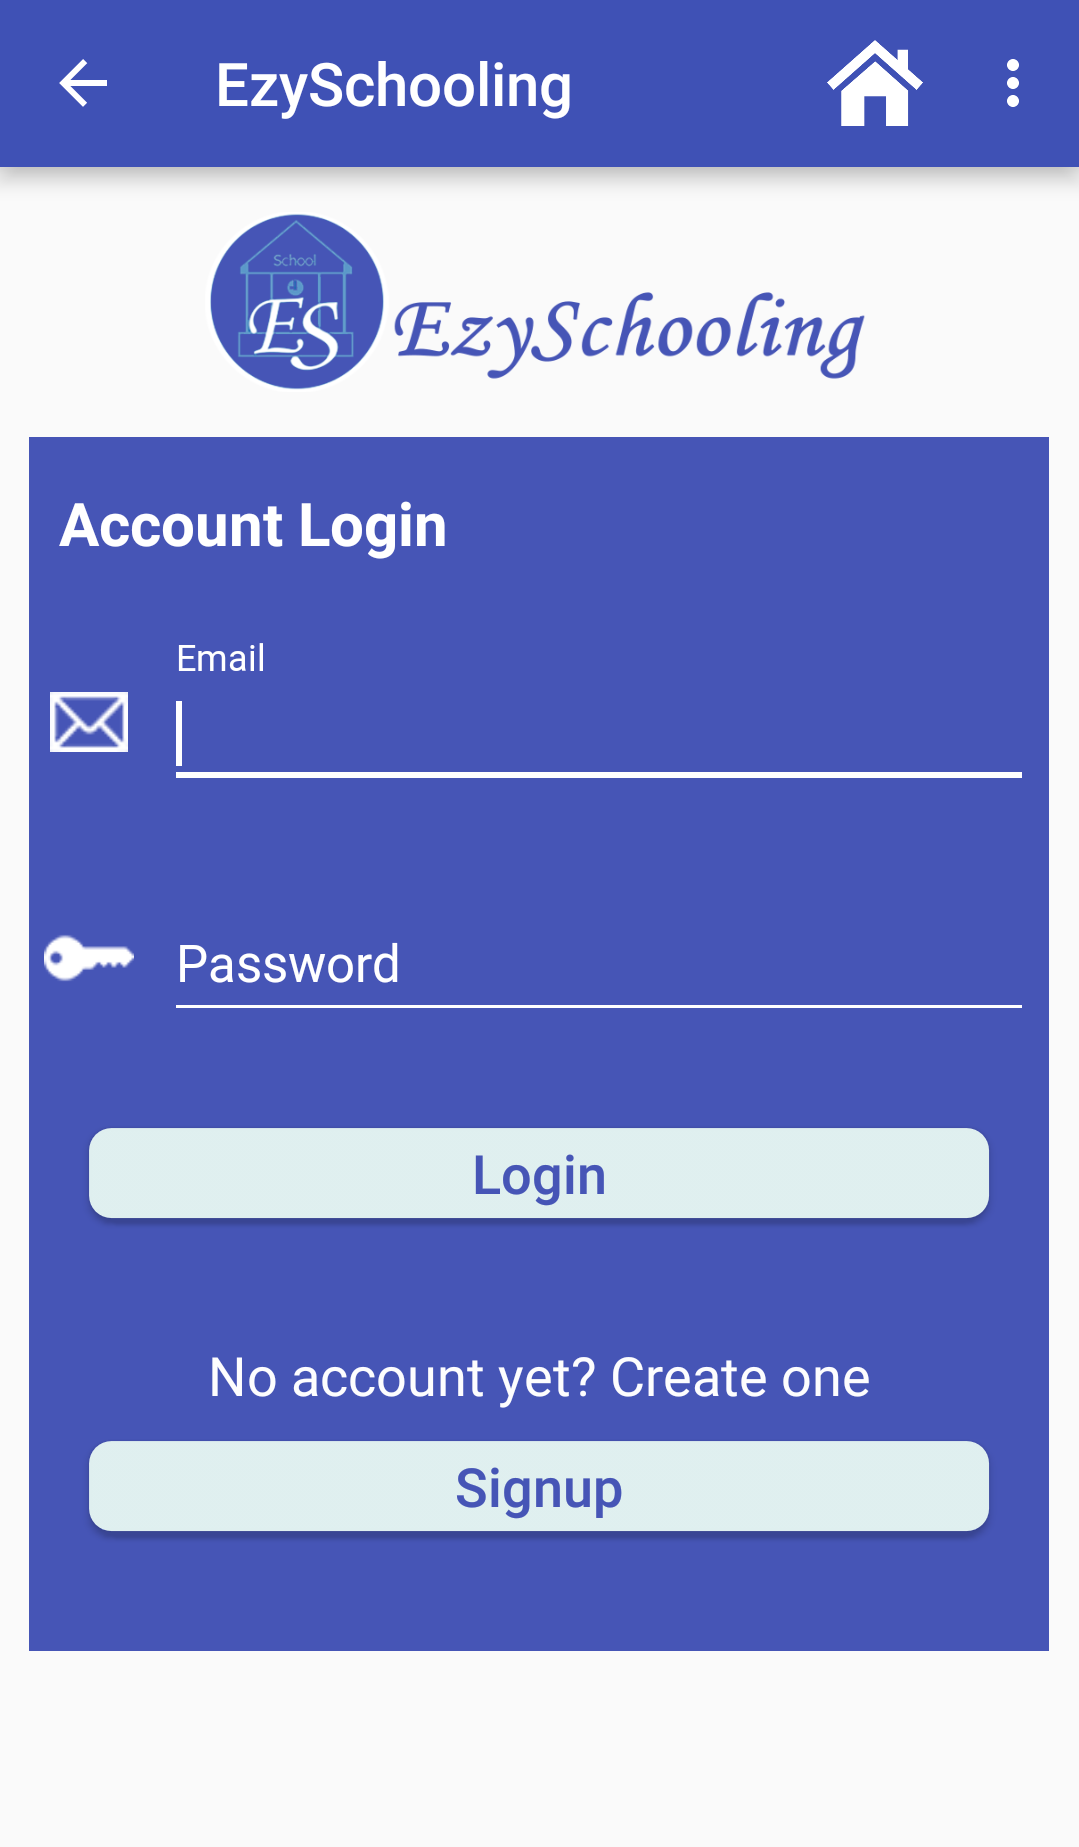 EzySchooling
School
ES
EzySchooling
Account Login
Email
Password
Login
No account yet? Create one
Signup